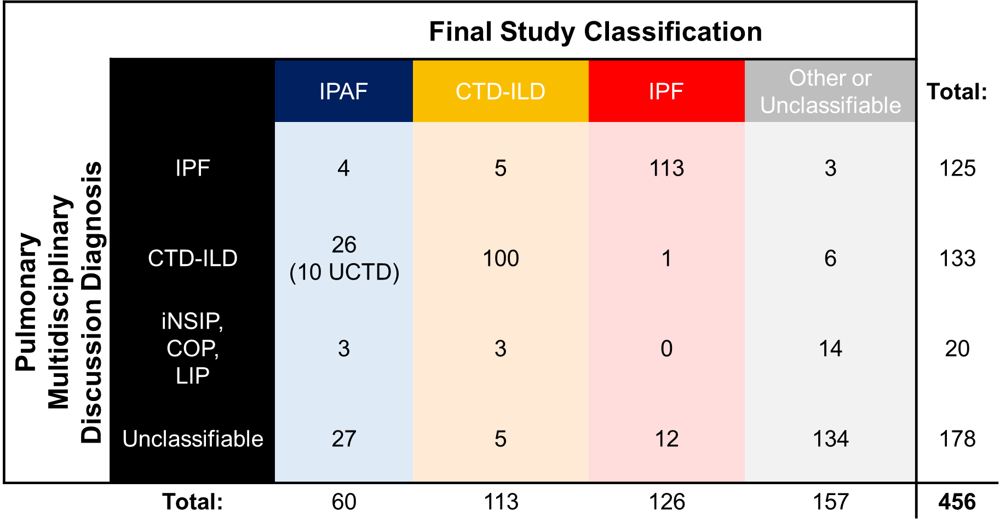 Final Study Classification
IPAF
CTD-ILD
IPF
Other or
Unclassifiable
Total:
Pulmonary
Multidisciplinary
Discussion Diagnosis
IPF
4
5
113
3
125
CTD-ILD
26
(10 UCTD)
100
1
6
133
iNSIP,
COP,
LIP
3
3
0
14
20
Unclassifiable
27
5
12
134
178
Total:
60
113
126
157
456